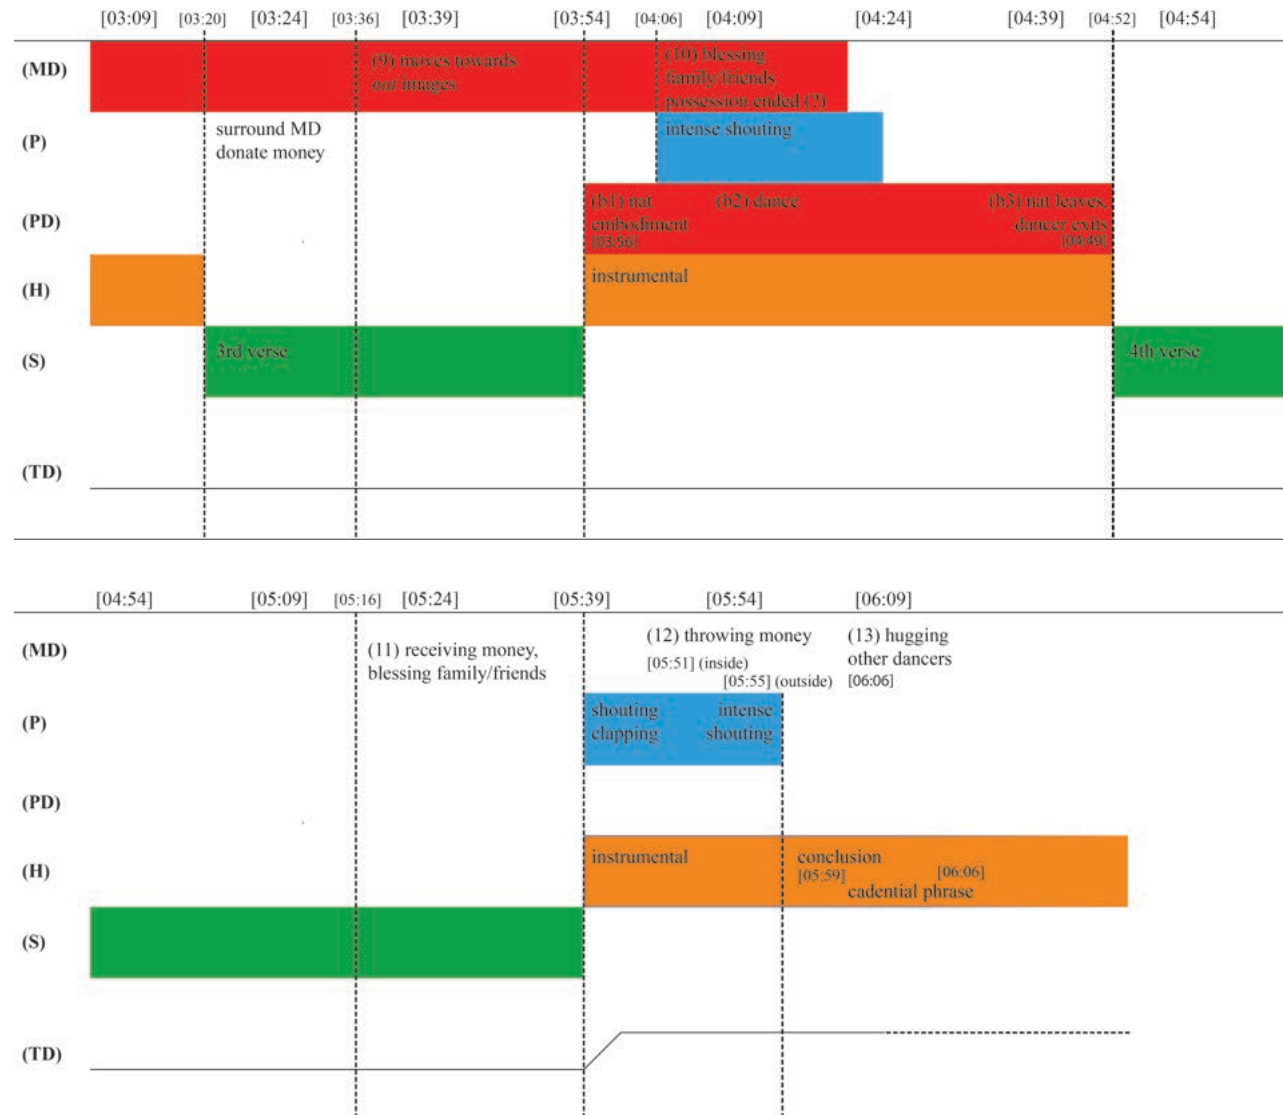 [03:09] [03:20] [03:24] [03:36] [03:39] [03:54] [04:06] [04:09] [04:24] [04:39] [04:52] [04:54]
(MD)
(9) moves towards
nat images
(10) blessing
family/friends
possession ended (?)
(P)
surround MD
donate money
intense shouting
(PD)
(b1) nat
embodiment
[03:56]
(b2) dance
(b3) nat leaves,
dancer exits
[04:49]
(H)
instrumental
(S)
3rd verse
4th verse
(TD)
[04:54] [05:09] [05:16] [05:24] [05:39] [05:54] [06:09]
(MD)
(11) receiving money,
blessing family/friends
(12) throwing money
[05:51] (inside)
[05:55] (outside)
(13) hugging
other dancers
[06:06]
(P)
shouting
clapping
intense
shouting
(PD)
(H)
instrumental
conclusion
[05:59]
[06:06]
cadential phrase
(S)
(TD)